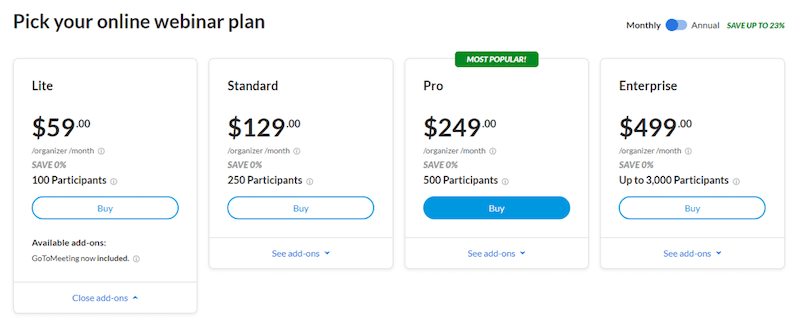 Pick your online webinar plan
Monthly Annual SAVE UP TO 23%
MOST POPULAR!
Lite
$59.00
/organizer /month
SAVE 0%
100 Participants
Buy
Available add-ons:
GoToMeeting now included.
Close add-ons
Standard
$129.00
/organizer /month
SAVE 0%
250 Participants
Buy
See add-ons
Pro
$249.00
/organizer /month
SAVE 0%
500 Participants
Buy
See add-ons
Enterprise
$499.00
/organizer /month
SAVE 0%
Up to 3,000 Participants
Buy
See add-ons